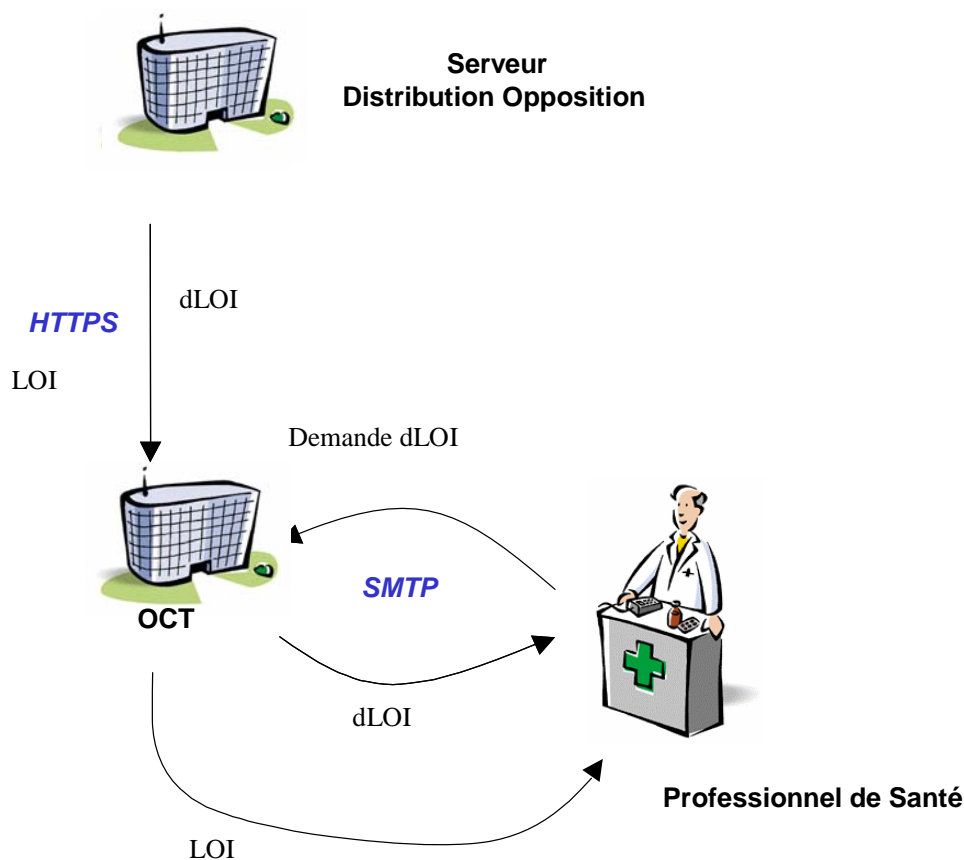 Serveur
Distribution Opposition
dLOI
HTTPS
LOI
Demande dLOI
SMTP
OCT
dLOI
Professionnel de Santé
LOI